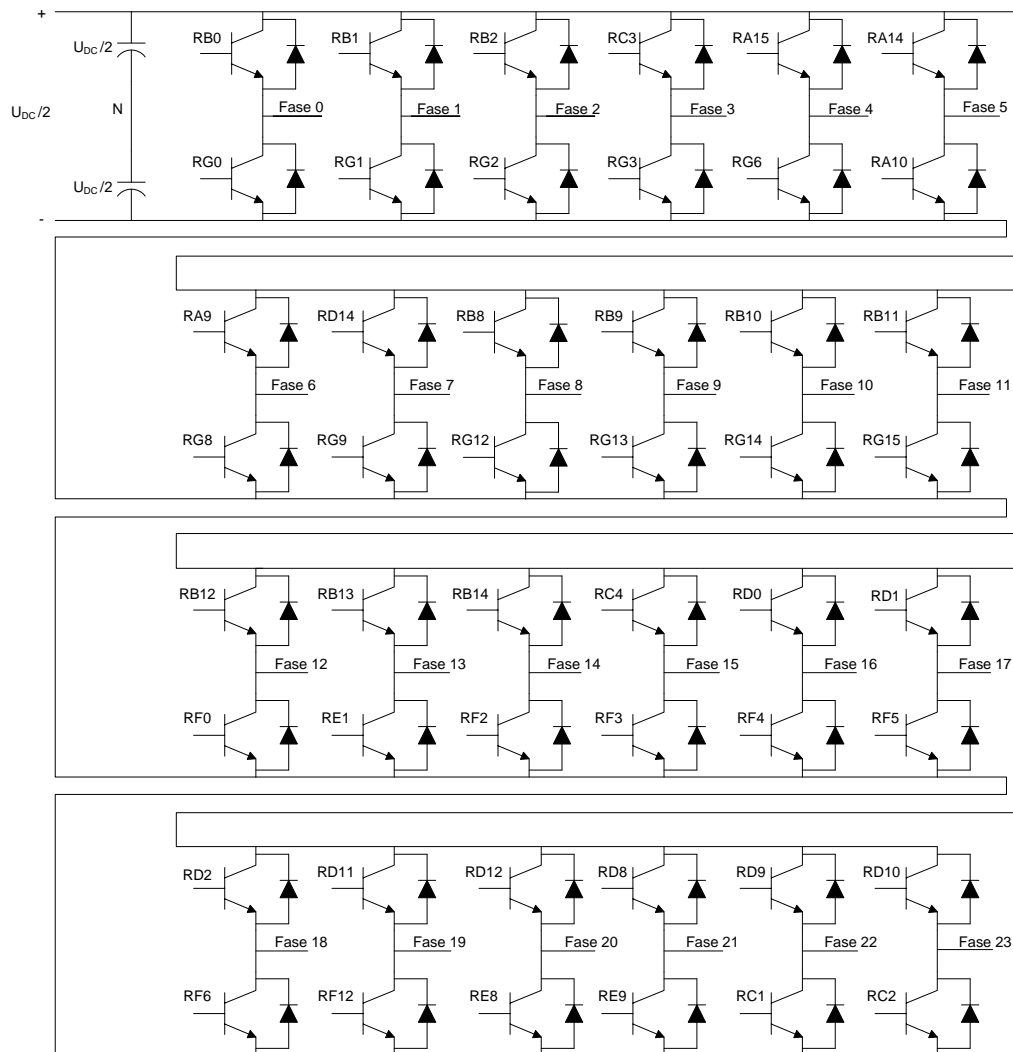 +
U_DC/2
RB0
RB1
RB2
RC3
RA15
RA14
U_DC/2
N
Fase 0
Fase 1
Fase 2
Fase 3
Fase 4
Fase 5
RG0
RG1
RG2
RG3
RG6
RA10
U_DC/2
-
RA9
RD14
RB8
RB9
RB10
RB11
Fase 6
Fase 7
Fase 8
Fase 9
Fase 10
Fase 11
RG8
RG9
RG12
RG13
RG14
RG15
RB12
RB13
RB14
RC4
RD0
RD1
Fase 12
Fase 13
Fase 14
Fase 15
Fase 16
Fase 17
RF0
RE1
RF2
RF3
RF4
RF5
RD2
RD11
RD12
RD8
RD9
RD10
Fase 18
Fase 19
Fase 20
Fase 21
Fase 22
Fase 23
RF6
RF12
RE8
RE9
RC1
RC2